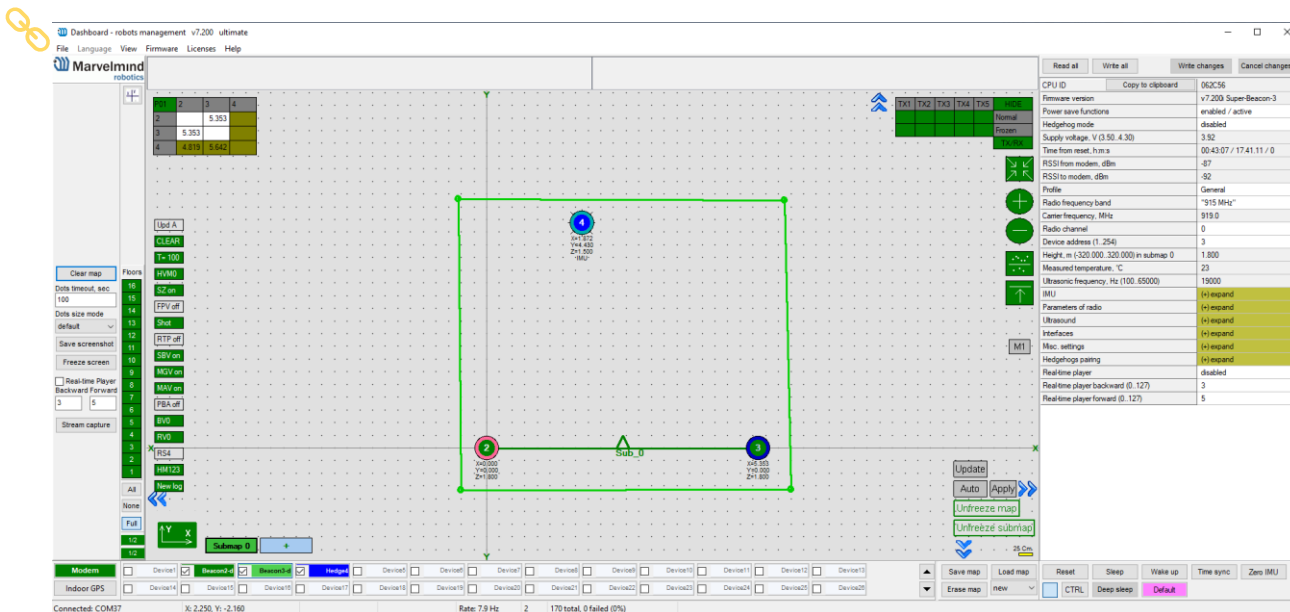 Dashboard - robots management v7.200 ultimate
File Language View Firmware Licenses Help
Marvelmind
robotics
Clear map
Dots timeout, sec
100
Dots size mode
default
Save screenshot
Freeze screen
Real-time Player
Backward Forward
3 5
Stream capture
Floors
16
15
14
13
12
11
10
9
8
7
6
5
4
3
2
1
All
None
Full
1/2
1/2
2 3 4
2 5.353
3 5.353
4 4.819 5.642
Upd A
CLEAR
T= 100
HVM0
SZ on
FPV off
Shot
RTP off
SBV on
MGV on
MAV on
PBA off
BV0
RV0
RS4
HM123
New log
Y
X X
Y
4
X=1.872
Y=4.430
Z=1.500
IMU
2
X=0.000
Y=0.000
Z=1.800
Sub_0
3
X=5.353
Y=0.000
Z=1.800
TX1 TX2 TX3 TX4 TX5 HIDE
Normal
Frozen
TX/RX
M1
Update
Auto Apply
Unfreeze map
Unfreeze submap
25 Cm.
Y X
Submap 0 +
Read all Write all Write changes Cancel changes
CPU ID Copy to clipboard 062C56
Firmware version v7.200i Super-Beacon-3
Power save functions enabled / active
Hedgehog mode disabled
Supply voltage, V (3.50..4.30) 3.92
Time from reset, h:m:s 00:43:07 / 17.41.11 / 0
RSSI from modem, dBm -87
RSSI to modem, dBm -92
Profile General
Radio frequency band "915 MHz"
Carrier frequency, MHz 919.0
Radio channel 0
Device address (1..254) 3
Height, m (-320.000..320.000) in submap 0 1.800
Measured temperature, °C 23
Ultrasonic frequency, Hz (100..65000) 19000
IMU (+) expand
Parameters of radio (+) expand
Ultrasound (+) expand
Interfaces (+) expand
Misc. settings (+) expand
Hedgehogs pairing (+) expand
Real-time player disabled
Real-time player backward (0..127) 3
Real-time player forward (0..127) 5
Modem Device1 Beacon2-d Beacon3-d Hedge4 Device5 Device6 Device7 Device8 Device9 Device10 Device11 Device12 Device13
Indoor GPS Device14 Device15 Device16 Device17 Device18 Device19 Device20 Device21 Device22 Device23 Device24 Device25 Device26
Save map Load map Reset Sleep Wake up Time sync Zero IMU
Erase map new CTRL Deep sleep Default
Connected: COM37 X: 2.250, Y: -2.160 Rate: 7.9 Hz 2 170 total, 0 failed (0%)